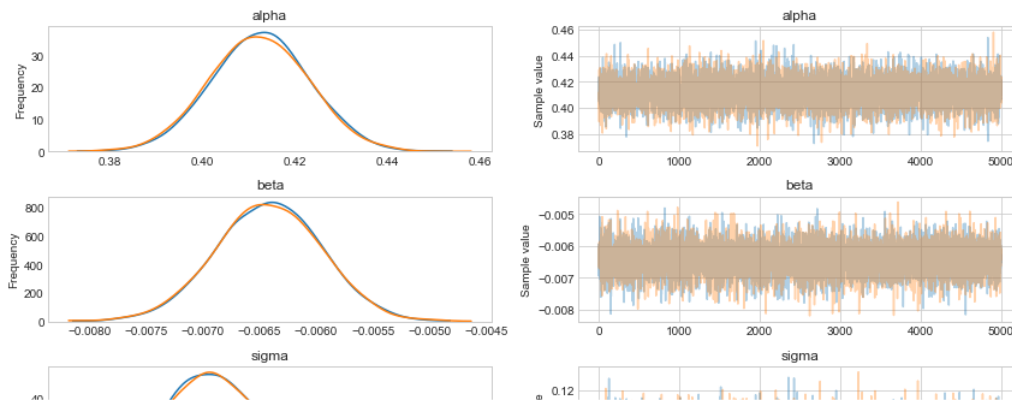 alpha
Frequency
30
20
10
0
0.38 0.40 0.42 0.44 0.46
alpha
Sample value
0.46
0.44
0.42
0.40
0.38
0 1000 2000 3000 4000 5000
beta
Frequency
800
600
400
200
0
−0.0080 −0.0075 −0.0070 −0.0065 −0.0060 −0.0055 −0.0050 −0.0045
beta
Sample value
−0.005
−0.006
−0.007
−0.008
0 1000 2000 3000 4000 5000
sigma
40
sigma
0.12